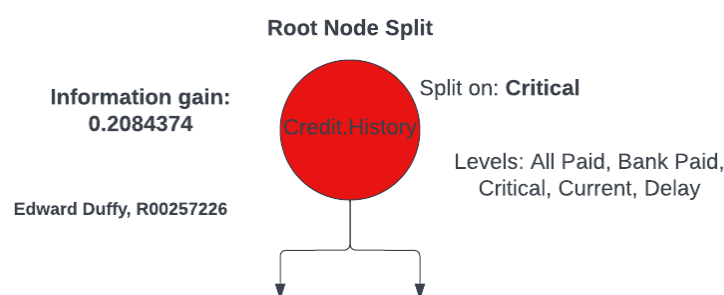 Root Node Split
Split on: Critical
Information gain:
0.2084374
Credit.History
Levels: All Paid, Bank Paid,
Critical, Current, Delay
Edward Duffy, R00257226